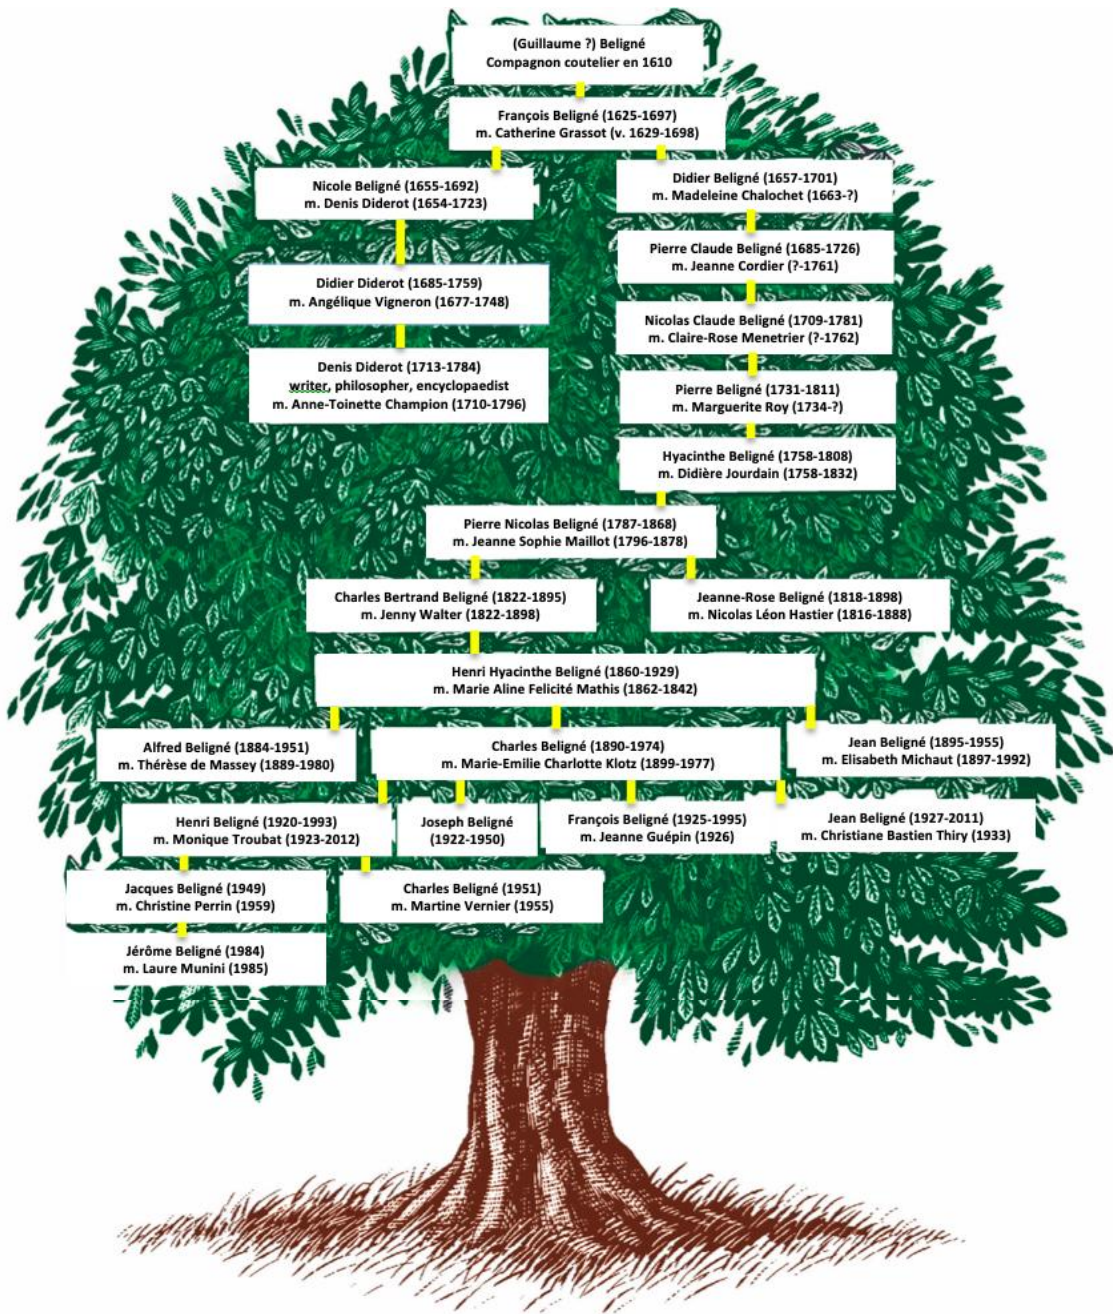 (Guillaume ?) Beligné
Compagnon coutelier en 1610
François Beligné (1625-1697)
m. Catherine Grassot (v. 1629-1698)
Nicole Beligné (1655-1692)
m. Denis Diderot (1654-1723)
Didier Beligné (1657-1701)
m. Madeleine Chalochet (1663-?)
Pierre Claude Beligné (1685-1726)
m. Jeanne Cordier (?-1761)
Didier Diderot (1685-1759)
m. Angélique Vigneron (1677-1748)
Nicolas Claude Beligné (1709-1781)
m. Claire-Rose Menetrier (?-1762)
Denis Diderot (1713-1784)
writer, philosopher, encyclopaedist
m. Anne-Toinette Champion (1710-1796)
Pierre Beligné (1731-1811)
m. Marguerite Roy (1734-?)
Hyacinthe Beligné (1758-1808)
m. Didière Jourdain (1758-1832)
Pierre Nicolas Beligné (1787-1868)
m. Jeanne Sophie Maillot (1796-1878)
Charles Bertrand Beligné (1822-1895)
m. Jenny Walter (1822-1898)
Jeanne-Rose Beligné (1818-1898)
m. Nicolas Léon Hastier (1816-1888)
Henri Hyacinthe Beligné (1860-1929)
m. Marie Aline Felicité Mathis (1862-1842)
Alfred Beligné (1884-1951)
m. Thérèse de Massey (1889-1980)
Charles Beligné (1890-1974)
m. Marie-Emilie Charlotte Klotz (1899-1977)
Jean Beligné (1895-1955)
m. Elisabeth Michaut (1897-1992)
Henri Beligné (1920-1993)
m. Monique Troubat (1923-2012)
Joseph Beligné
(1922-1950)
François Beligné (1925-1995)
m. Jeanne Guépin (1926)
Jean Beligné (1927-2011)
m. Christiane Bastien Thiry (1933)
Jacques Beligné (1949)
m. Christine Perrin (1959)
Charles Beligné (1951)
m. Martine Vernier (1955)
Jérôme Beligné (1984)
m. Laure Munini (1985)